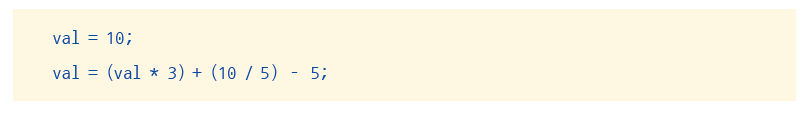 val = 10;
val = (val * 3) + (10 / 5) - 5;